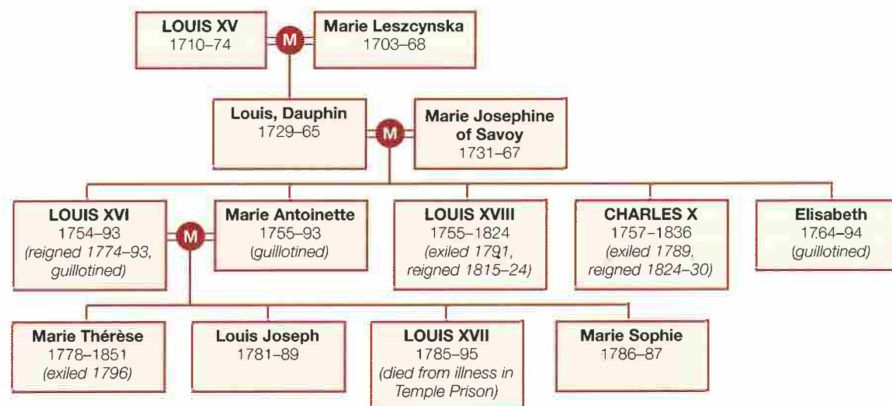 LOUIS XV
1710–74
M
Marie Leszcynska
1703–68
Louis, Dauphin
1729–65
M
Marie Josephine
of Savoy
1731–67
LOUIS XVI
1754–93
(reigned 1774–93,
guillotined)
M
Marie Antoinette
1755–93
(guillotined)
LOUIS XVIII
1755–1824
(exiled 1791,
reigned 1815–24)
CHARLES X
1757–1836
(exiled 1789,
reigned 1824–30)
Elisabeth
1764–94
(guillotined)
Marie Thérèse
1778–1851
(exiled 1796)
Louis Joseph
1781–89
LOUIS XVII
1785–95
(died from illness in
Temple Prison)
Marie Sophie
1786–87